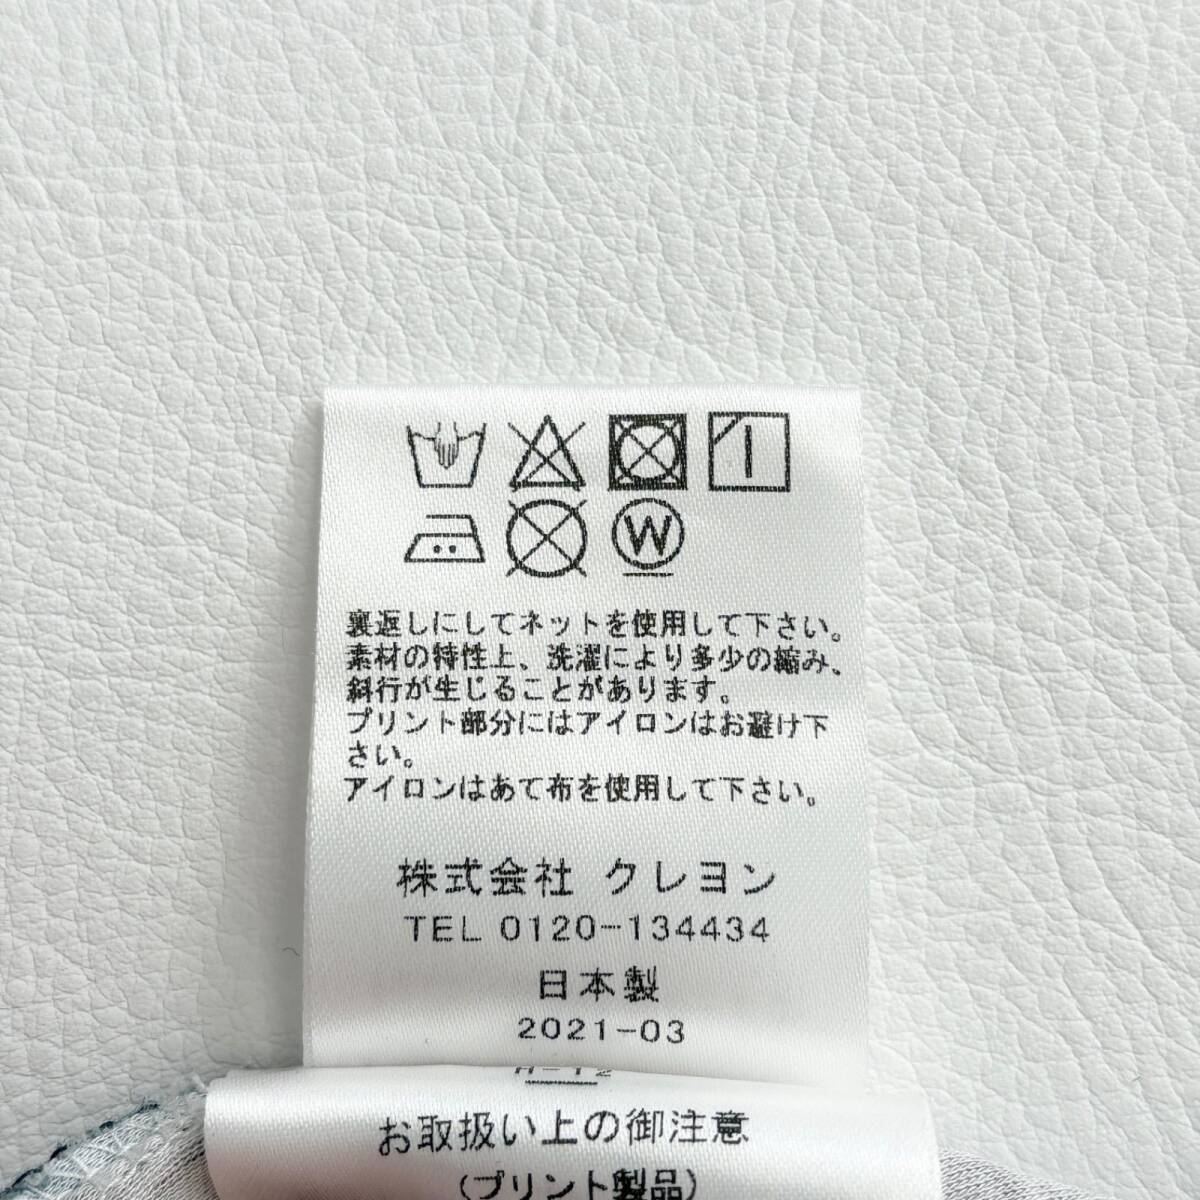 W
裏返しにしてネットを使用して下さい。
素材の特性上、洗濯により多少の縮み、
斜行が生じることがあります。
プリント部分にはアイロンはお避け下
さい。
アイロンはあて布を使用して下さい。
株式会社 クレヨン
TEL 0120-134434
日本製
2021-03
お取扱い上の御注意
(プリント製品)